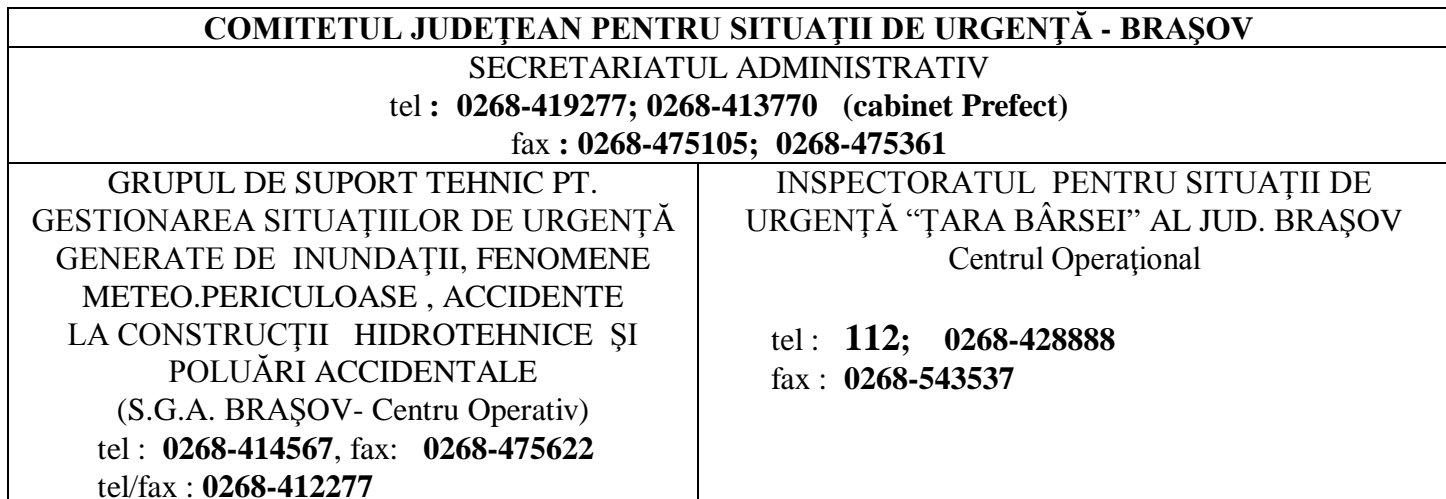 COMITETUL JUDEŢEAN PENTRU SITUAŢII DE URGENŢĂ - BRAŞOV
SECRETARIATUL ADMINISTRATIV
tel : 0268-419277; 0268-413770 (cabinet Prefect)
fax : 0268-475105; 0268-475361
GRUPUL DE SUPORT TEHNIC PT.
GESTIONAREA SITUAŢIILOR DE URGENŢĂ
GENERATE DE INUNDAŢII, FENOMENE
METEO.PERICULOASE , ACCIDENTE
LA CONSTRUCŢII HIDROTEHNICE ŞI
POLUĂRI ACCIDENTALE
(S.G.A. BRAŞOV- Centru Operativ)
tel : 0268-414567, fax: 0268-475622
tel/fax : 0268-412277
INSPECTORATUL PENTRU SITUAŢII DE
URGENŢĂ “ŢARA BÂRSEI” AL JUD. BRAŞOV
Centrul Operaţional
tel : 112; 0268-428888
fax : 0268-543537